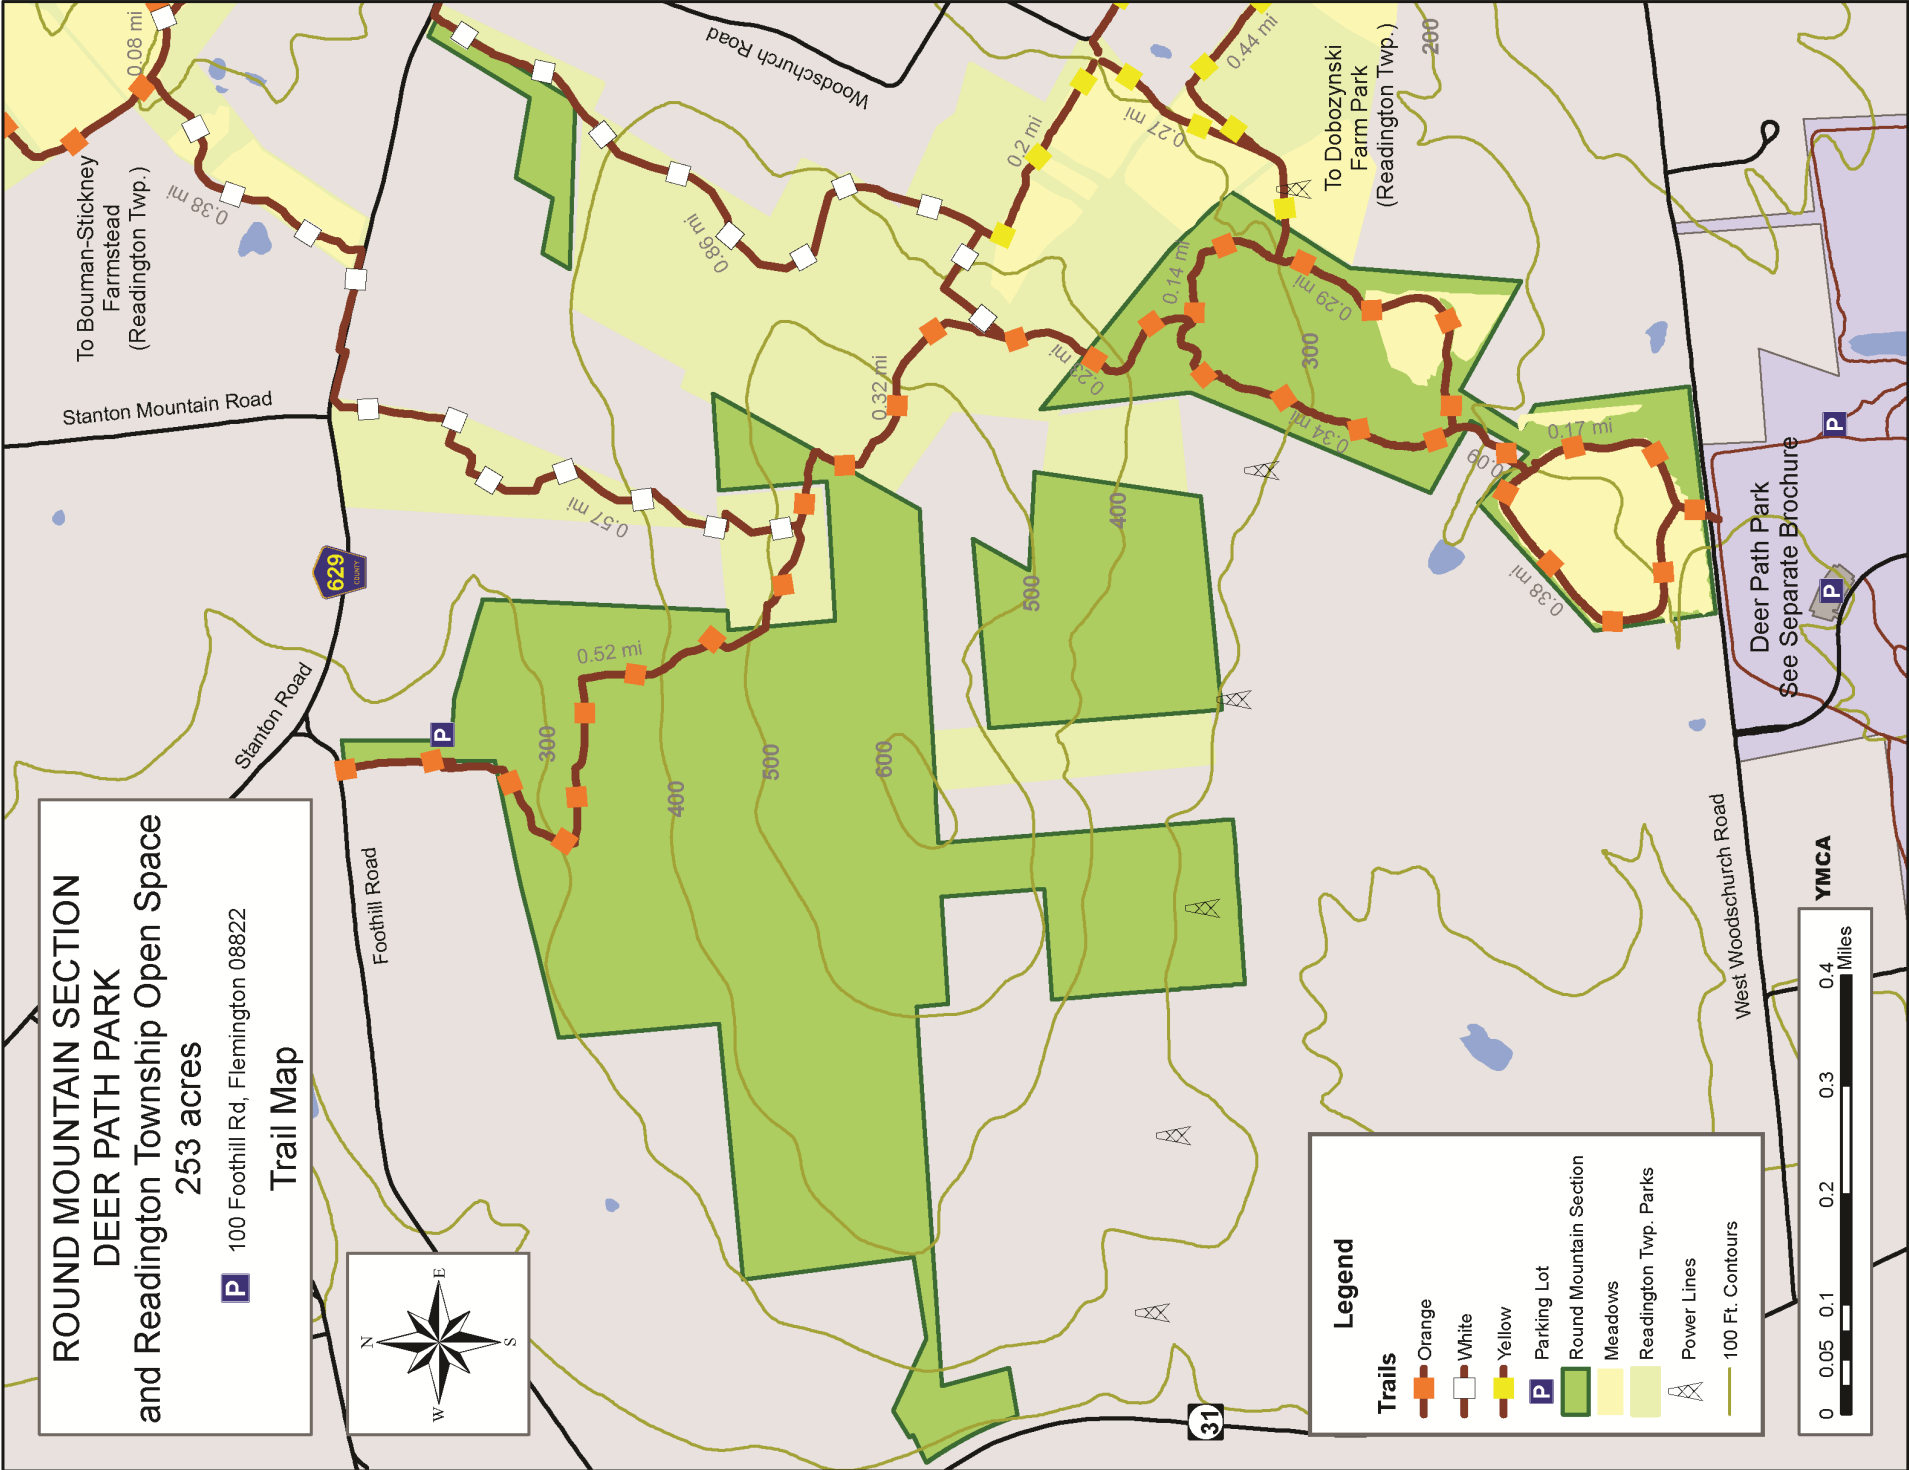 ROUND MOUNTAIN SECTION
DEER PATH PARK
and Readington Township Open Space
253 acres
P 100 Foothill Rd, Flemington 08822
Trail Map
N
W
E
S
To Bouman-Stickney
Farmstead
(Readington Twp.)
Stanton Mountain Road
629
COUNTY
Stanton Road
Foothill Road
Woodschurch Road
To Dobozynski
Farm Park
(Readington Twp.)
West Woodschurch Road
Deer Path Park
See Separate Brochure
P
P
P
YMCA
31
0.08 mi
0.38 mi
0.86 mi
0.57 mi
0.52 mi
0.32 mi
0.2 mi
0.27 mi
0.44 mi
0.14 mi
0.29 mi
0.23 mi
0.34 mi
0.09
0.17 mi
0.38 mi
200
300
300
400
400
500
500
600
Legend
Trails
Orange
White
Yellow
P Parking Lot
Round Mountain Section
Meadows
Readington Twp. Parks
Power Lines
100 Ft. Contours
0 0.05 0.1 0.2 0.3 0.4
Miles